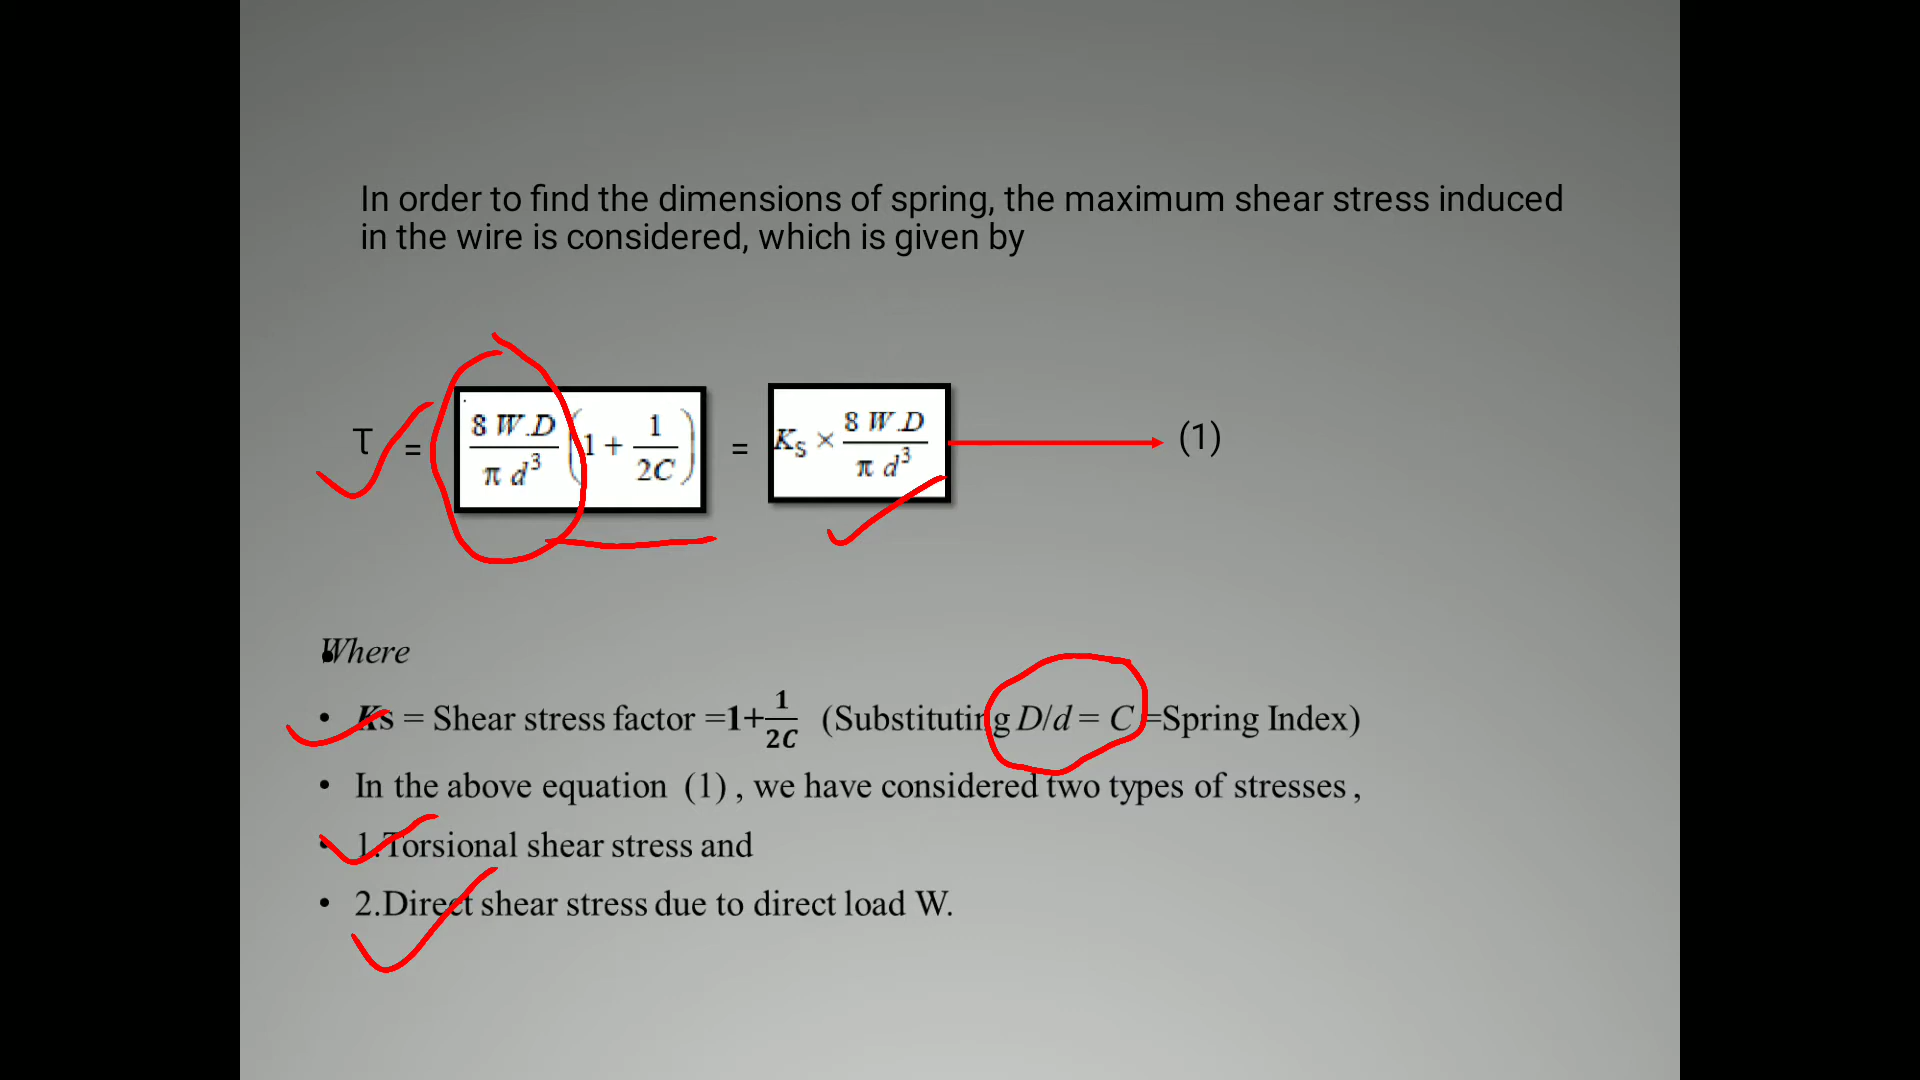 In order to find the dimensions of spring, the maximum shear stress induced
in the wire is considered, which is given by
τ = 8 W.D / π d³ (1 + 1/2C) = K_S × 8 W.D / π d³ (1)
Where
• Ks = Shear stress factor =1+1/2C (Substituting D/d = C =Spring Index)
• In the above equation (1) , we have considered two types of stresses ,
• 1.Torsional shear stress and
• 2.Direct shear stress due to direct load W.